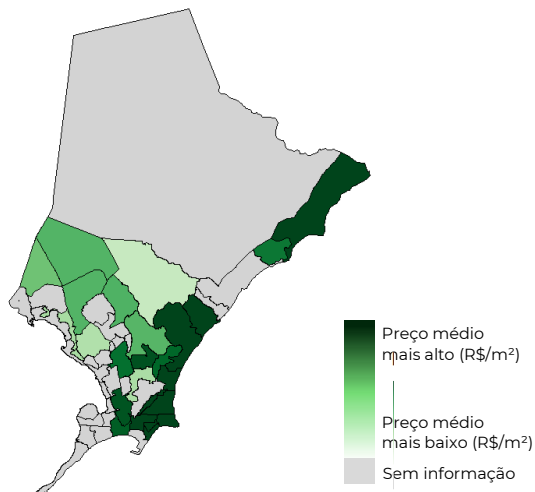 Preço médio
mais alto (R$/m²)
Preço médio
mais baixo (R$/m²)
Sem informação